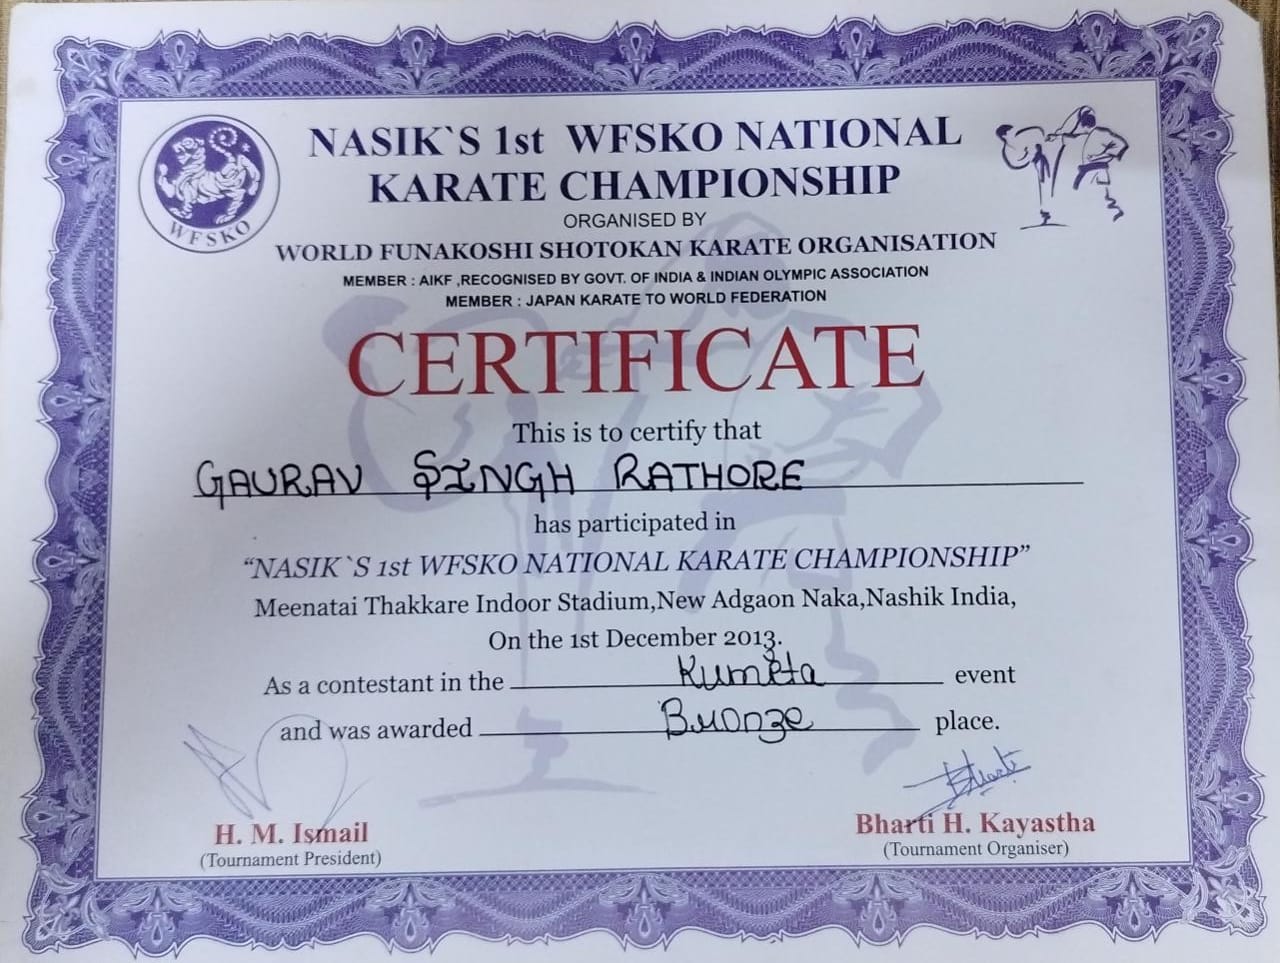 WFSKO
NASIK`S 1st WFSKO NATIONAL
KARATE CHAMPIONSHIP
ORGANISED BY
WORLD FUNAKOSHI SHOTOKAN KARATE ORGANISATION
MEMBER : AIKF ,RECOGNISED BY GOVT. OF INDIA & INDIAN OLYMPIC ASSOCIATION
MEMBER : JAPAN KARATE TO WORLD FEDERATION
CERTIFICATE
This is to certify that
GAURAV SINGH RATHORE
has participated in
“NASIK`S 1st WFSKO NATIONAL KARATE CHAMPIONSHIP”
Meenatai Thakkare Indoor Stadium,New Adgaon Naka,Nashik India,
On the 1st December 2013.
As a contestant in the Kumeta event
and was awarded Bronze place.
H. M. Ismail
(Tournament President)
Bharti
Bharti H. Kayastha
(Tournament Organiser)